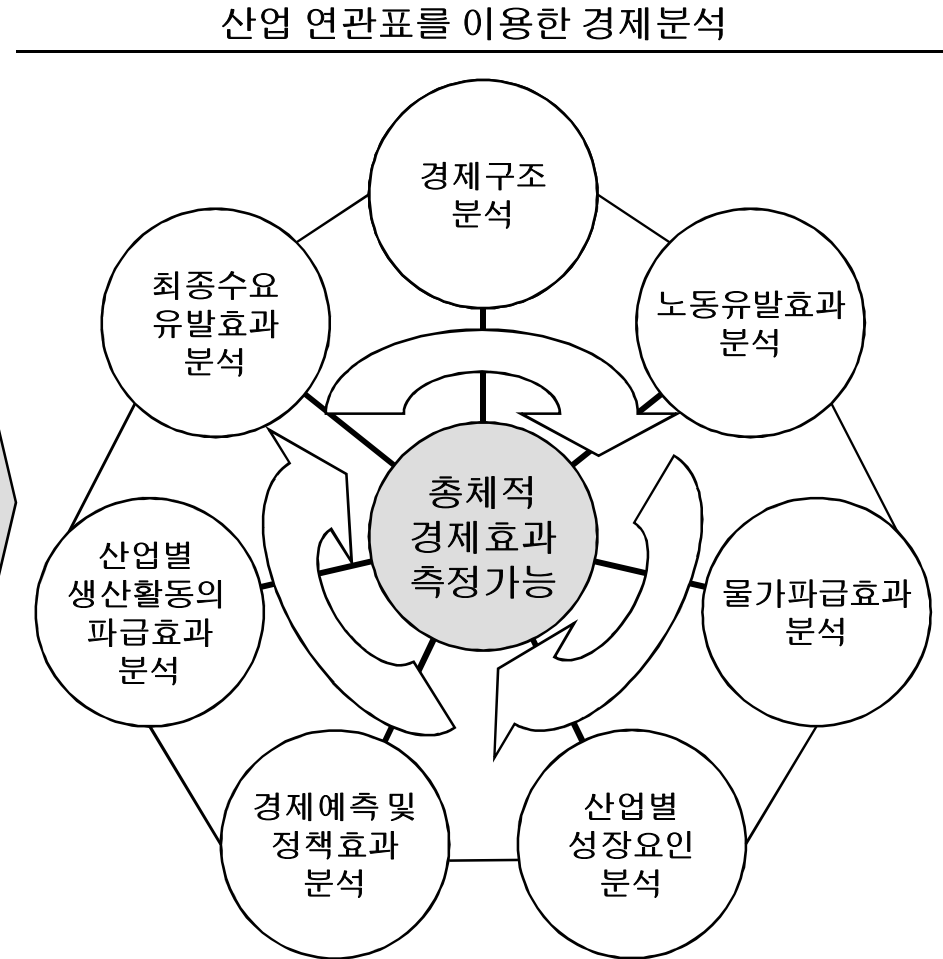 산업 연관표를 이용한 경제분석
경제구조
분석
최종수요
유발효과
분석
노동유발효과
분석
총체적
경제효과
측정가능
산업별
생산활동의
파급효과
분석
물가파급효과
분석
경제예측 및
정책효과
분석
산업별
성장요인
분석